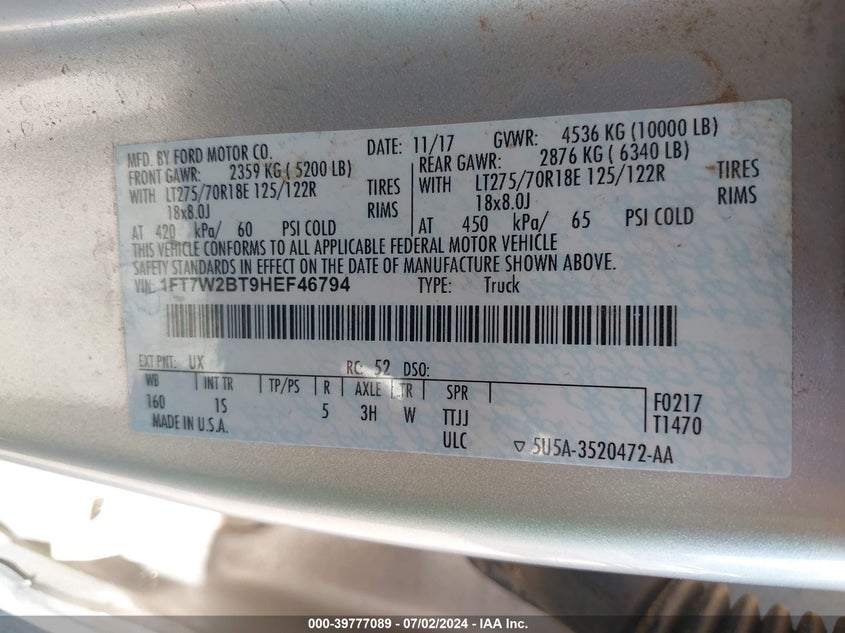 MFD. BY FORD MOTOR CO. DATE: 11/17 GVWR: 4536 KG (10000 LB)
FRONT GAWR: 2359 KG ( 5200 LB) REAR GAWR: 2876 KG ( 6340 LB)
WITH LT275/70R18E 125/122R TIRES WITH LT275/70R18E 125/122R TIRES
18x8.0J RIMS 18x8.0J RIMS
AT 420 kPa/ 60 PSI COLD AT 450 kPa/ 65 PSI COLD
THIS VEHICLE CONFORMS TO ALL APPLICABLE FEDERAL MOTOR VEHICLE
SAFETY STANDARDS IN EFFECT ON THE DATE OF MANUFACTURE SHOWN ABOVE.
VIN: 1FT7W2BT9HEF46794 TYPE: Truck
EXT PNT: UX RC: 52 DSO:
WB INT TR TP/PS R AXLE TR SPR F0217
160 1S 5 3H W TTJJ T1470
MADE IN U.S.A. ULC ▽ 5U5A-3520472-AA
000-39777089 - 07/02/2024 - IAA Inc.